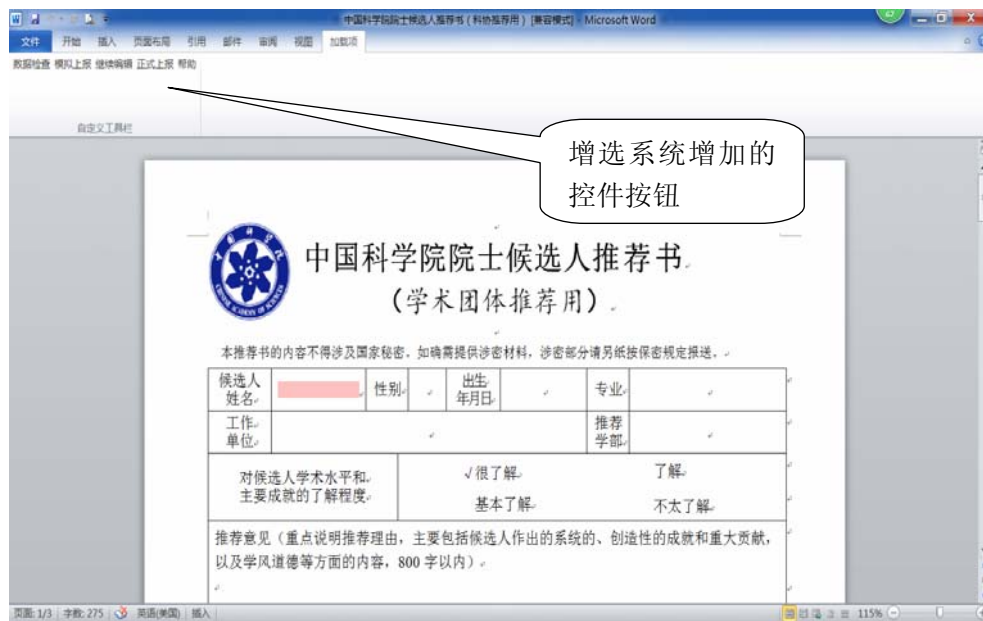 中国科学院院士候选人推荐书（科协推荐用）[兼容模式] - Microsoft Word
文件 开始 插入 页面布局 引用 邮件 审阅 视图 加载项
数据检查 模拟上报 继续编辑 正式上报 帮助
自定义工具栏
增选系统增加的
控件按钮
中国科学院
CHINESE ACADEMY OF SCIENCES
中国科学院院士候选人推荐书
（学术团体推荐用）
本推荐书的内容不得涉及国家秘密，如确需提供涉密材料，涉密部分请另纸按保密规定报送。
候选人
姓名
性别
出生
年月日
专业
工作
单位
推荐
学部
对候选人学术水平和
主要成就的了解程度
√很了解 了解
基本了解 不太了解
推荐意见（重点说明推荐理由，主要包括候选人作出的系统的、创造性的成就和重大贡献，
以及学风道德等方面的内容，800 字以内）
页面: 1/3 字数: 275 英语(美国) 插入 115%